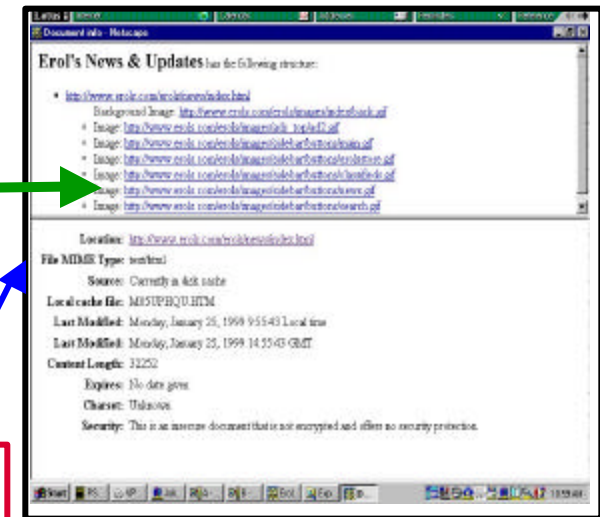 Document info - Netscape
Erol's News & Updates has the following structure:
http://www.erols.com/erols/news/index.html
Background Image: http://www.erols.com/erols/images/indexback.gif
Image: http://www.erols.com/erols/images/ads_top/ad2.gif
Image: http://www.erols.com/erols/images/sidebarbuttons/main.gif
Image: http://www.erols.com/erols/images/sidebarbuttons/erolsstore.gif
Image: http://www.erols.com/erols/images/sidebarbuttons/classifieds.gif
Image: http://www.erols.com/erols/images/sidebarbuttons/news.gif
Image: http://www.erols.com/erols/images/sidebarbuttons/search.gif
Location: http://www.erols.com/erols/news/index.html
File MIME Type: text/html
Source: Currently in disk cache
Local cache file: M05UPHQU.HTM
Last Modified: Monday, January 25, 1999 9:55:43 Local time
Last Modified: Monday, January 25, 1999 14:55:43 GMT
Content Length: 32252
Expires: No date given
Charset: Unknown
Security: This is an insecure document that is not encrypted and offers no security protection.
Start
10:59 AM